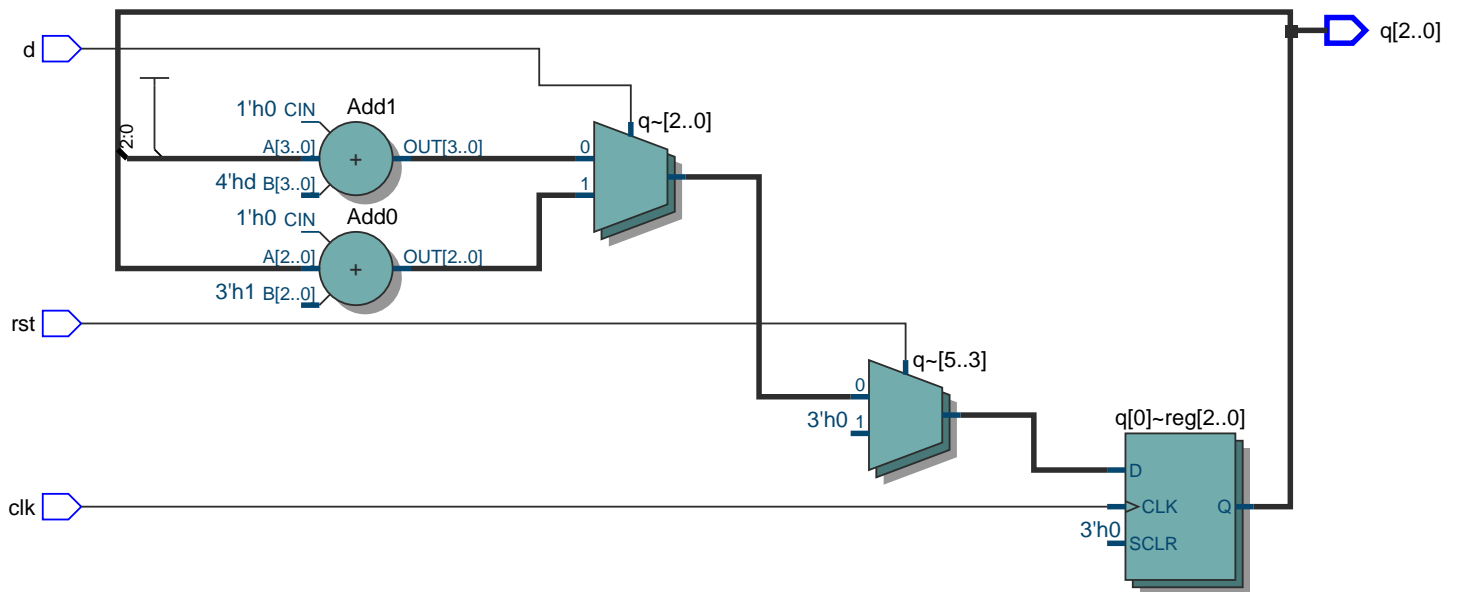 q[2..0]
d
2:0
1'h0 CIN
Add1
A[3..0]
+
OUT[3..0]
4'hd B[3..0]
q~[2..0]
0
1
1'h0 CIN
Add0
A[2..0]
+
OUT[2..0]
3'h1 B[2..0]
rst
q~[5..3]
0
3'h0 1
q[0]~reg[2..0]
D
clk
CLK
Q
3'h0
SCLR